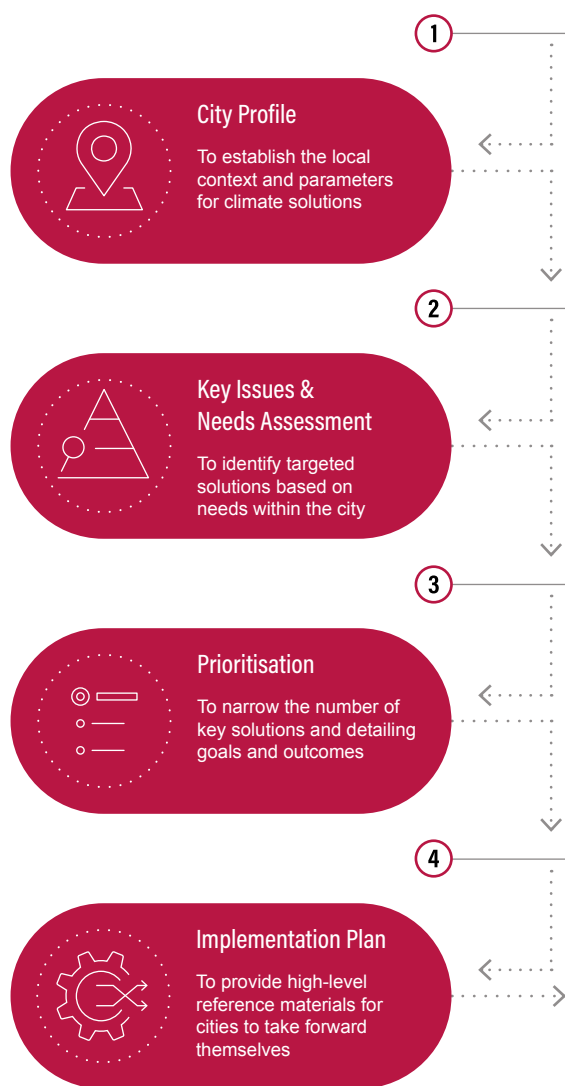 1
City Profile
To establish the local
context and parameters
for climate solutions
2
Key Issues &
Needs Assessment
To identify targeted
solutions based on
needs within the city
3
Prioritisation
To narrow the number of
key solutions and detailing
goals and outcomes
4
Implementation Plan
To provide high-level
reference materials for
cities to take forward
themselves